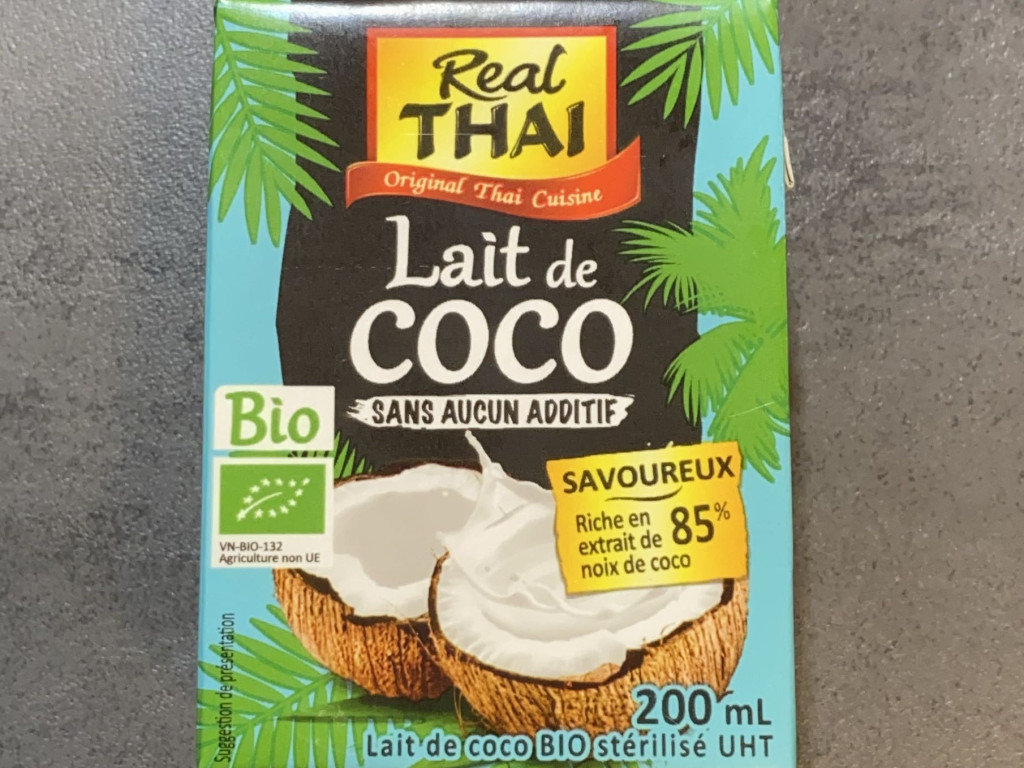 Real
THAI
Original Thai Cuisine
Lait de
COCO
SANS AUCUN ADDITIF
Bio
VN-BIO-132
Agriculture non UE
SAVOUREUX
Riche en
extrait de 85%
noix de coco
Suggestion de présentation
200 mL
Lait de coco BIO stérilisé UHT